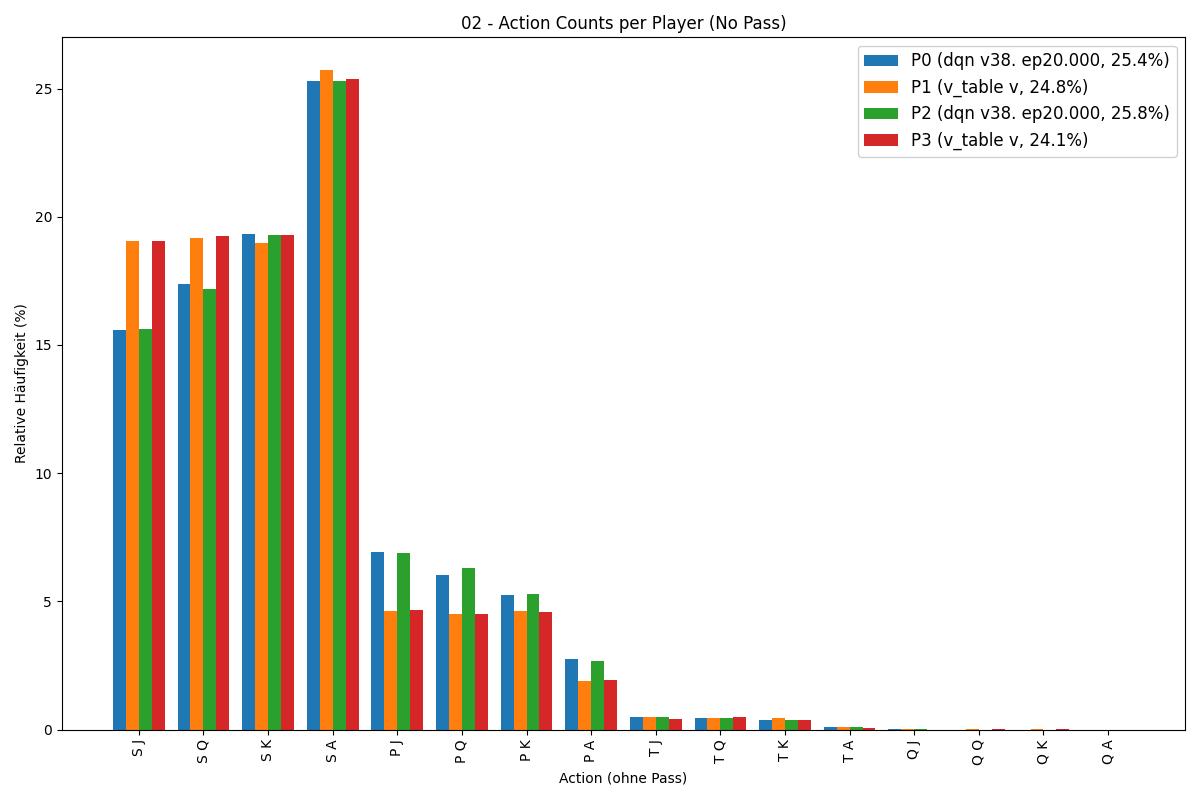 02 - Action Counts per Player (No Pass)
P0 (dqn v38. ep20.000, 25.4%)
P1 (v_table v, 24.8%)
P2 (dqn v38. ep20.000, 25.8%)
P3 (v_table v, 24.1%)
Relative Häufigkeit (%)
25
20
15
10
5
0
S J
S Q
S K
S A
P J
P Q
P K
P A
T J
T Q
T K
T A
Q J
Q Q
Q K
Q A
Action (ohne Pass)